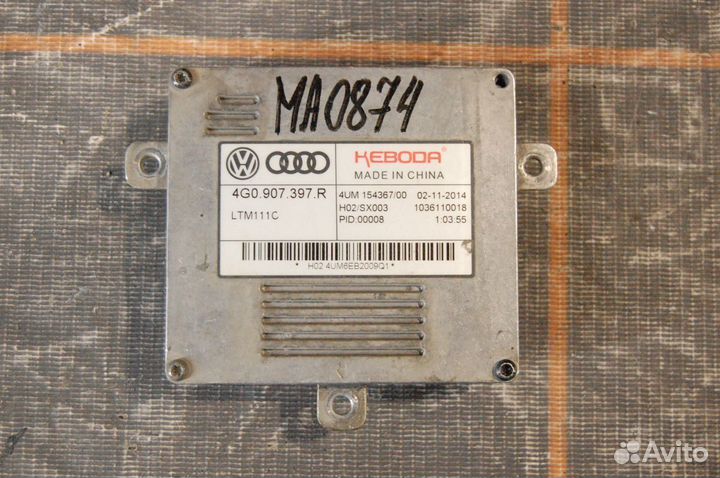 MA0874
KEBODA®
MADE IN CHINA
4G0.907.397.R
LTM111C
4UM 154367/00 02-11-2014
H02/SX003 1036110018
PID:00008 1:03:55
* H02 4UM6EB2009Q1 *
Avito